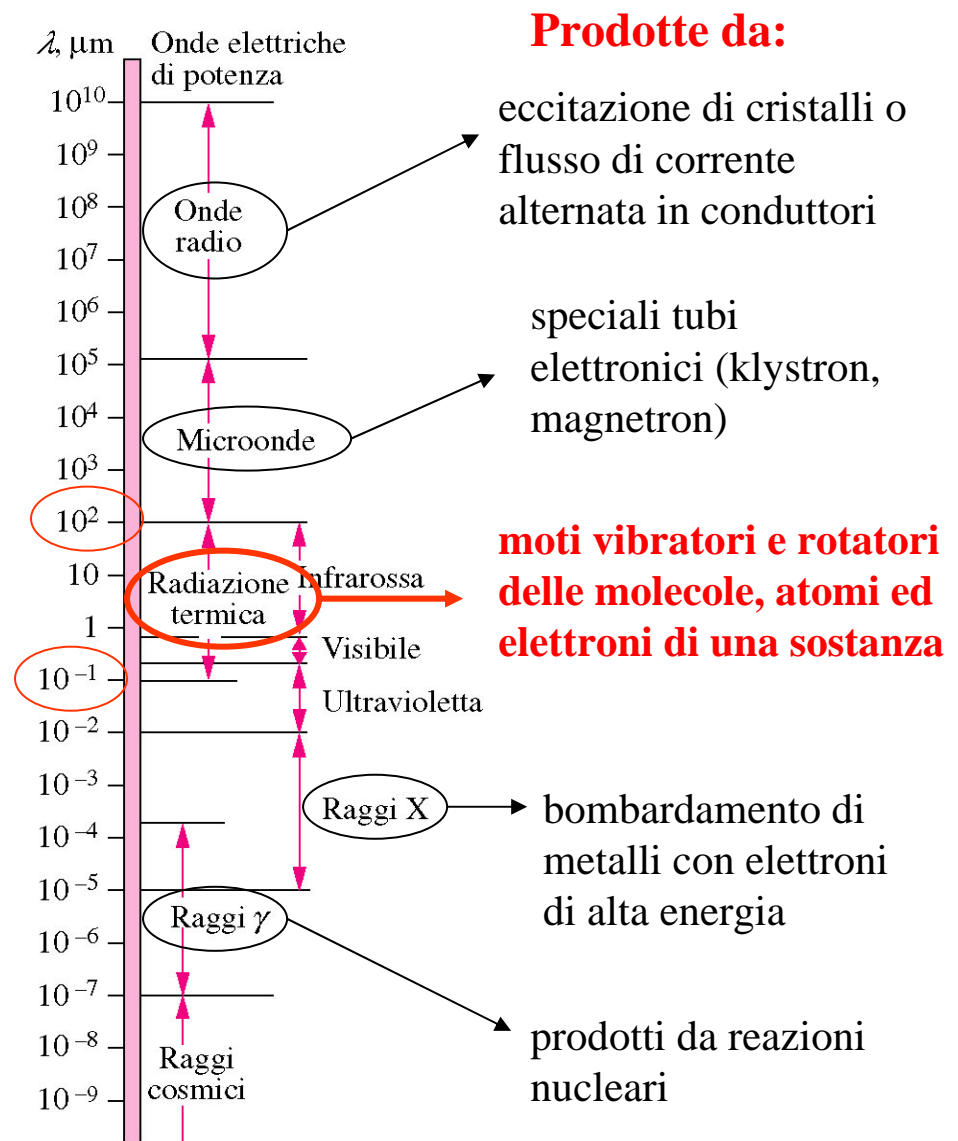 λ, μm
Onde elettriche
di potenza
Prodotte da:
10¹⁰
10⁹
10⁸
10⁷
10⁶
10⁵
10⁴
10³
10²
10
1
10⁻¹
10⁻²
10⁻³
10⁻⁴
10⁻⁵
10⁻⁶
10⁻⁷
10⁻⁸
10⁻⁹
Onde
radio
eccitazione di cristalli o
flusso di corrente
alternata in conduttori
Microonde
speciali tubi
elettronici (klystron,
magnetron)
Radiazione
termica
Infrarossa
moti vibratori e rotatori
delle molecole, atomi ed
elettroni di una sostanza
Visibile
Ultravioletta
Raggi X
bombardamento di
metalli con elettroni
di alta energia
Raggi γ
prodotti da reazioni
nucleari
Raggi
cosmici